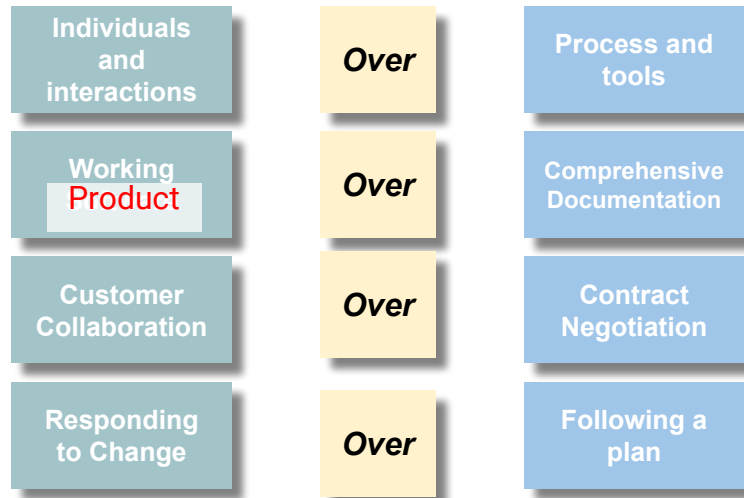 Individuals
and
interactions
Over
Process and
tools
Working
Product
Over
Comprehensive
Documentation
Customer
Collaboration
Over
Contract
Negotiation
Responding
to Change
Over
Following a
plan